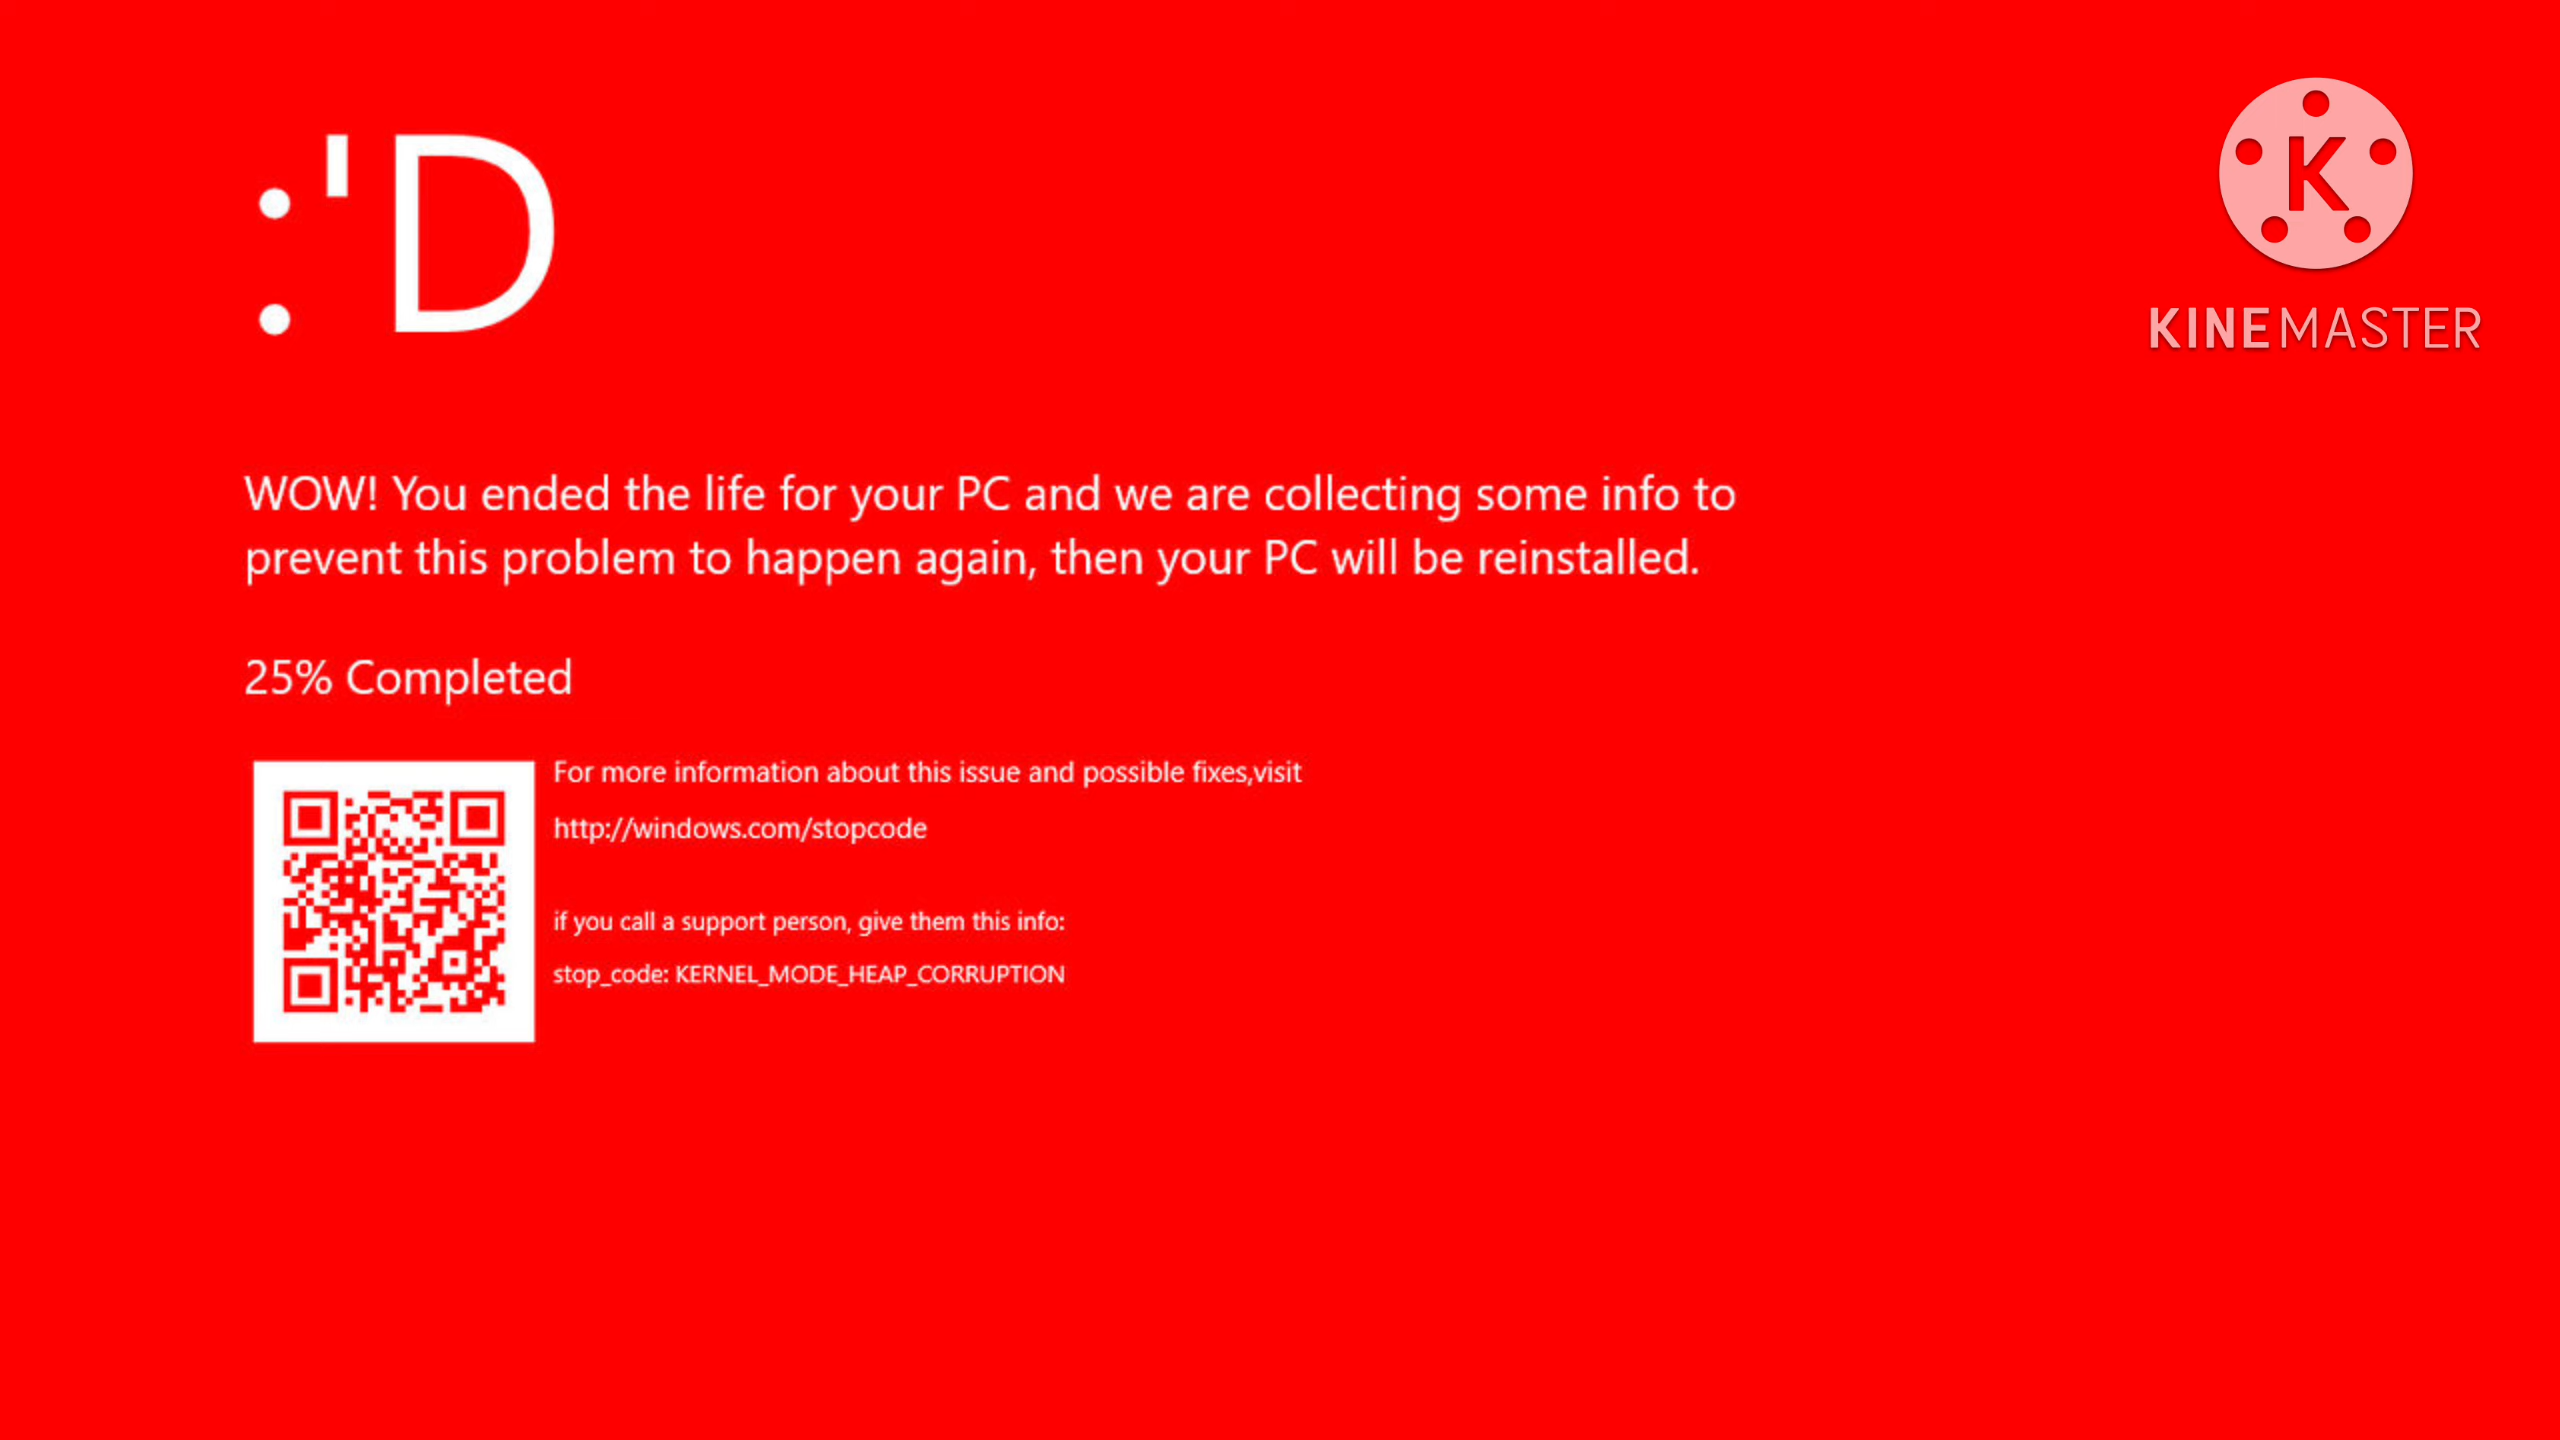 :'D
K
KINEMASTER
WOW! You ended the life for your PC and we are collecting some info to
prevent this problem to happen again, then your PC will be reinstalled.
25% Completed
For more information about this issue and possible fixes,visit
http://windows.com/stopcode
if you call a support person, give them this info:
stop_code: KERNEL_MODE_HEAP_CORRUPTION